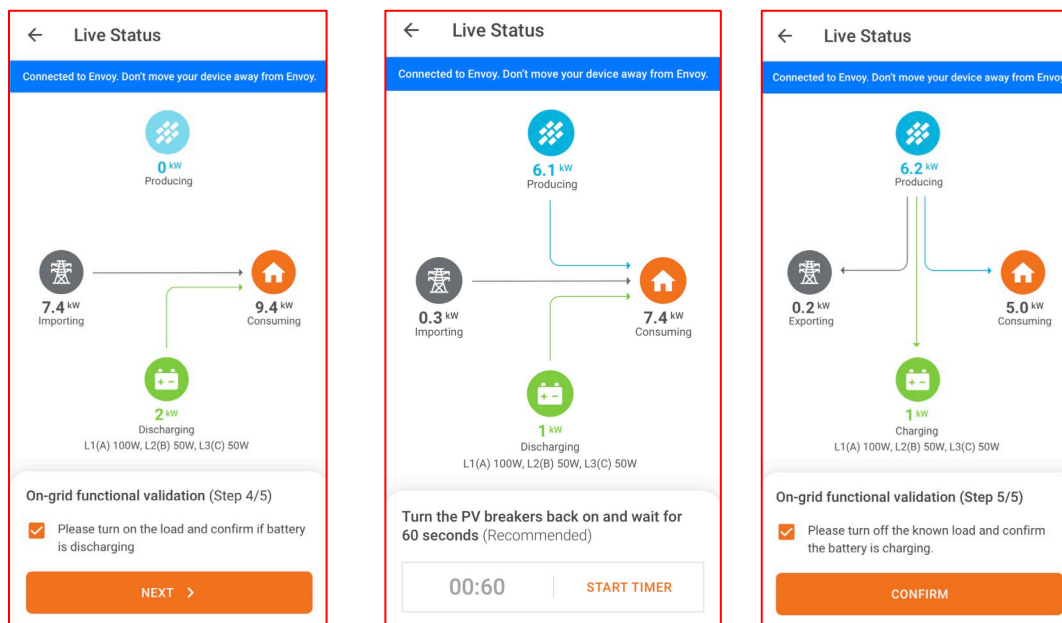 Live Status
Connected to Envoy. Don't move your device away from Envoy.
0 kW
Producing
7.4 kW
Importing
9.4 kW
Consuming
2 kW
Discharging
L1(A) 100W, L2(B) 50W, L3(C) 50W
On-grid functional validation (Step 4/5)
Please turn on the load and confirm if battery
is discharging
NEXT >
Live Status
Connected to Envoy. Don't move your device away from Envoy.
6.1 kW
Producing
0.3 kW
Importing
7.4 kW
Consuming
1 kW
Discharging
L1(A) 100W, L2(B) 50W, L3(C) 50W
Turn the PV breakers back on and wait for
60 seconds (Recommended)
00:60
START TIMER
Live Status
Connected to Envoy. Don't move your device away from Envoy
6.2 kW
Producing
0.2 kW
Exporting
5.0 kW
Consuming
1 kW
Charging
L1(A) 100W, L2(B) 50W, L3(C) 50W
On-grid functional validation (Step 5/5)
Please turn off the known load and confirm
the battery is charging.
CONFIRM